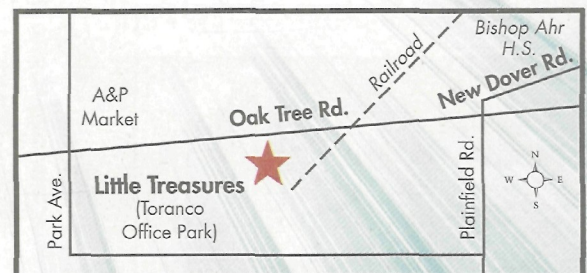 Bishop Ahr
H.S.
Railroad
New Dover Rd.
A&P
Market
Oak Tree Rd.
Park Ave.
Little Treasures
(Toranco
Office Park)
Plainfield Rd.
N
W
E
S